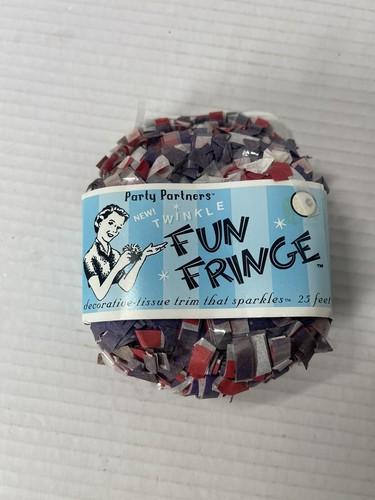 Party Partners™
NEW! TWINKLE
FUN
FRINGE™
decorative-tissue trim that sparkles™ 25 feet